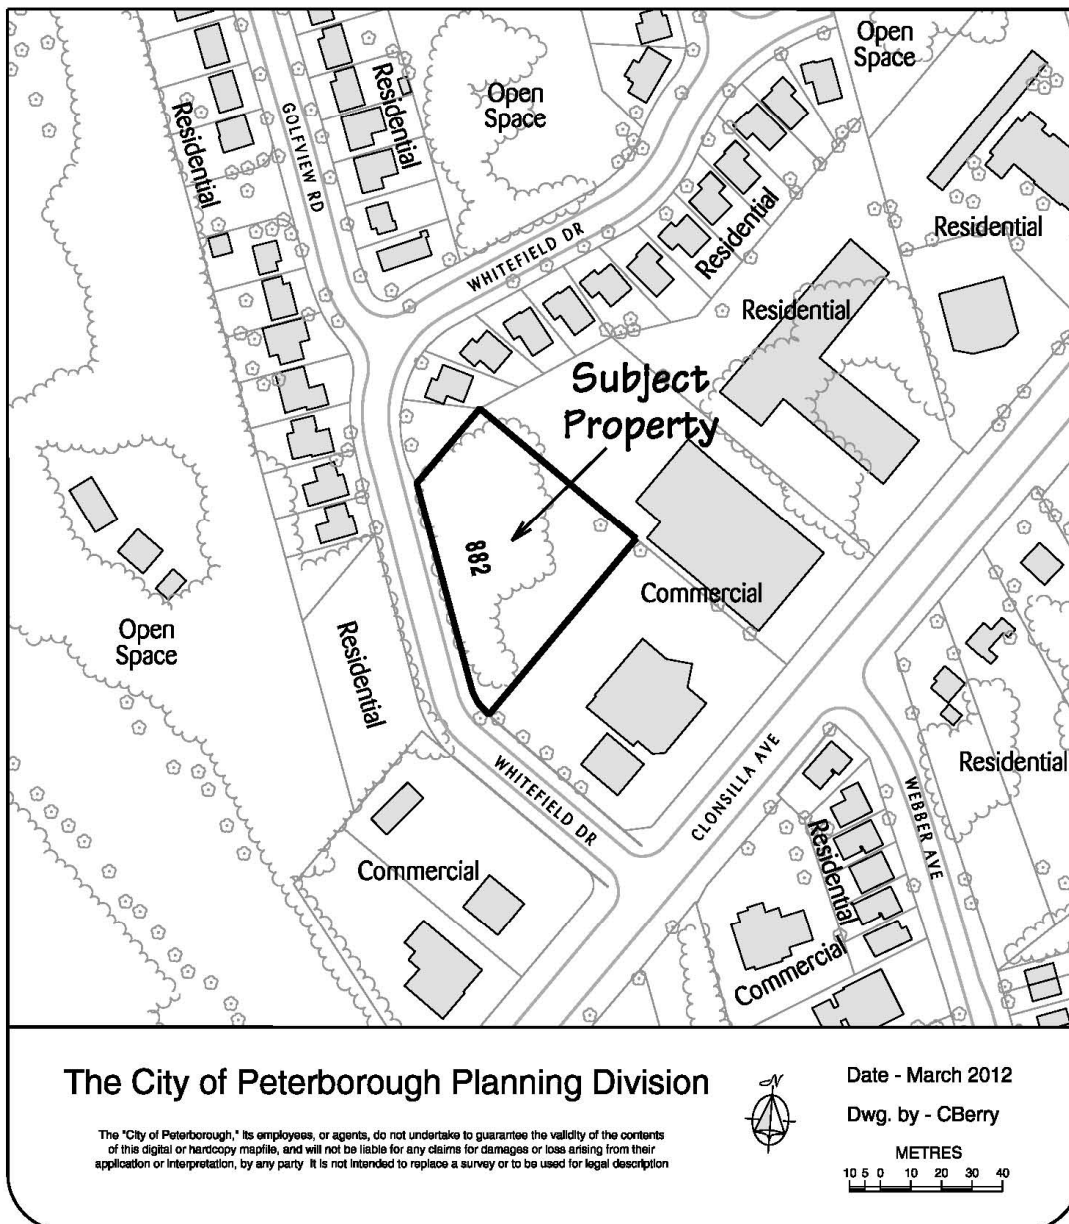 Open
Space
Open
Space
Residential
Residential
GOLFVIEW RD
WHITEFIELD DR
Residential
Residential
Residential
Subject
Property
882
Commercial
Open
Space
Residential
WHITEFIELD DR
CLONSILLA AVE
WEBBER AVE
Residential
Residential
Commercial
Commercial
The City of Peterborough Planning Division
The "City of Peterborough," its employees, or agents, do not undertake to guarantee the validity of the contents
of this digital or hardcopy mapfile, and will not be liable for any claims for damages or loss arising from their
application or interpretation, by any party It is not intended to replace a survey or to be used for legal description
N
Date - March 2012
Dwg. by - CBerry
METRES
10 5 0 10 20 30 40